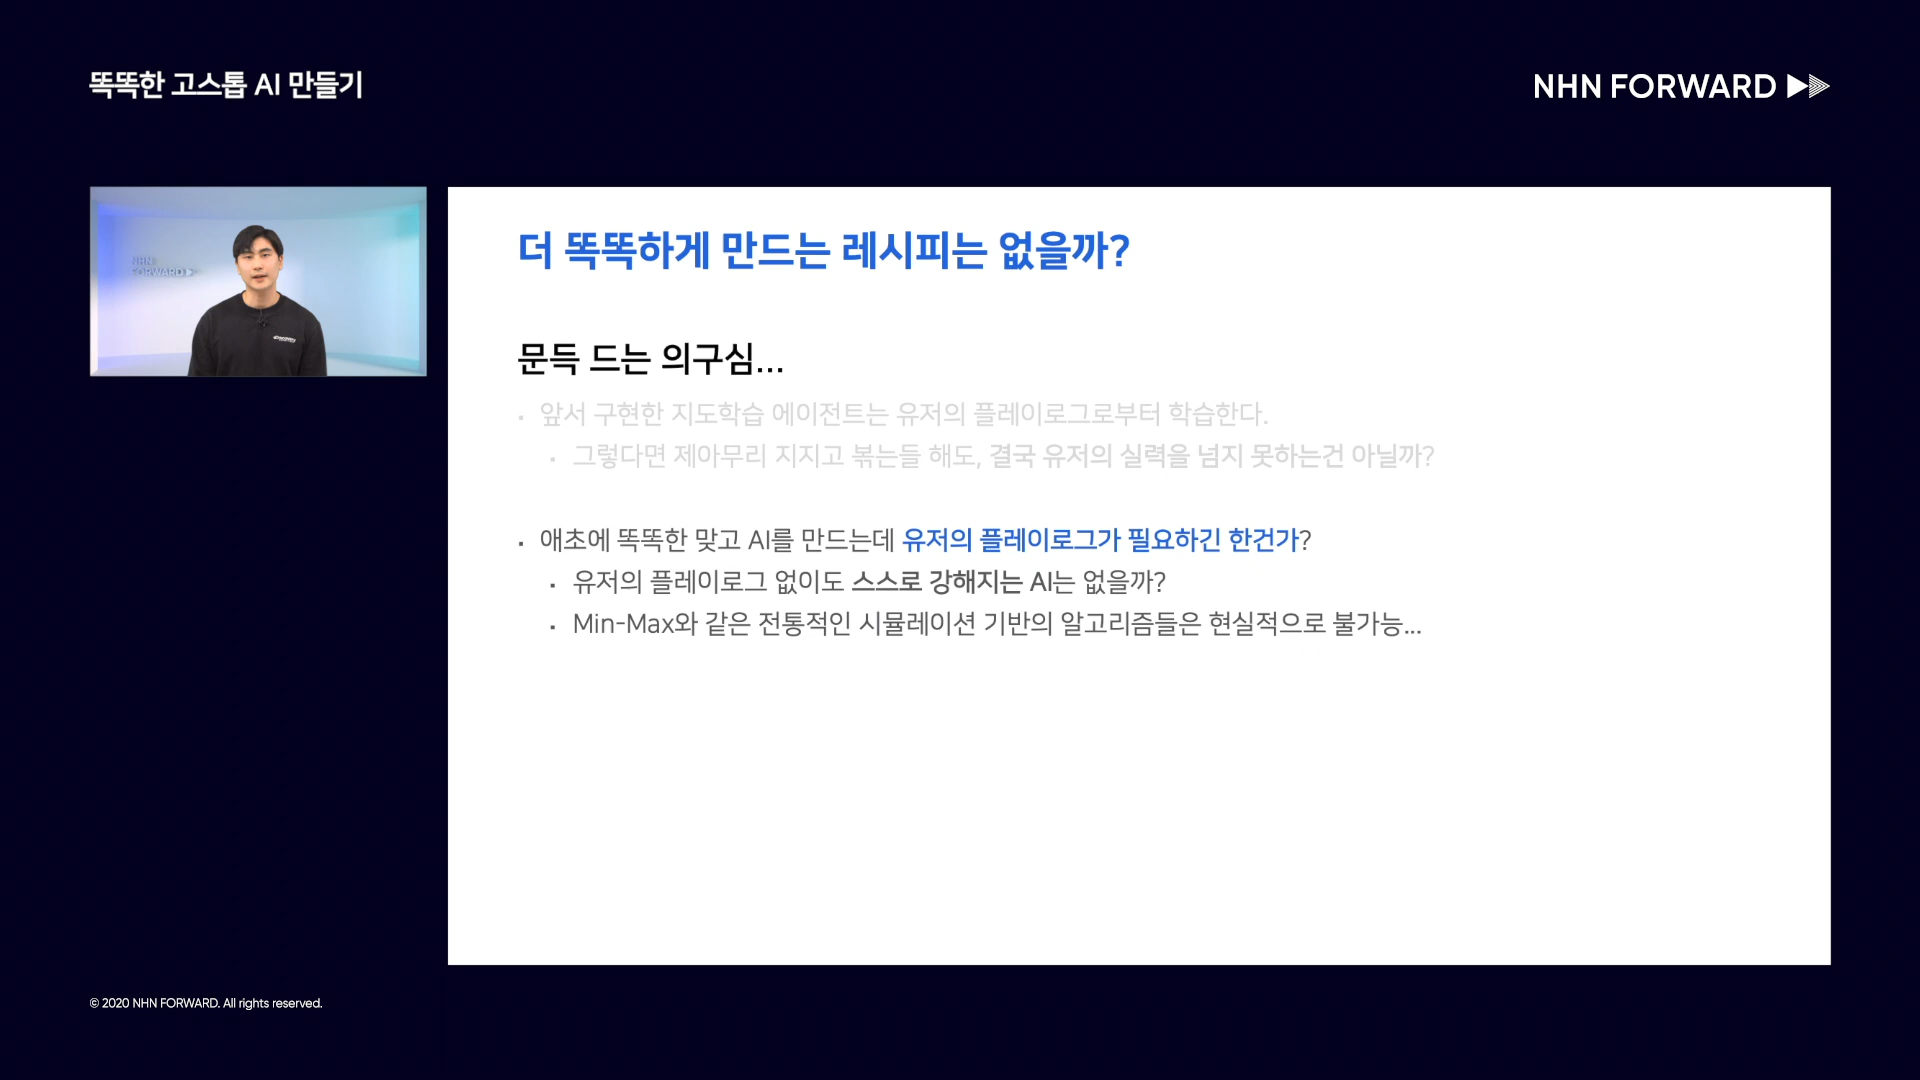 똑똑한 고스톱 AI 만들기
NHN FORWARD
NHN
FORWARD
더 똑똑하게 만드는 레시피는 없을까?
문득 드는 의구심...
· 앞서 구현한 지도학습 에이전트는 유저의 플레이로그로부터 학습한다.
· 그렇다면 제아무리 지지고 볶는들 해도, 결국 유저의 실력을 넘지 못하는건 아닐까?
· 애초에 똑똑한 맞고 AI를 만드는데 유저의 플레이로그가 필요하긴 한건가?
· 유저의 플레이로그 없이도 스스로 강해지는 AI는 없을까?
· Min-Max와 같은 전통적인 시뮬레이션 기반의 알고리즘들은 현실적으로 불가능...
© 2020 NHN FORWARD. All rights reserved.